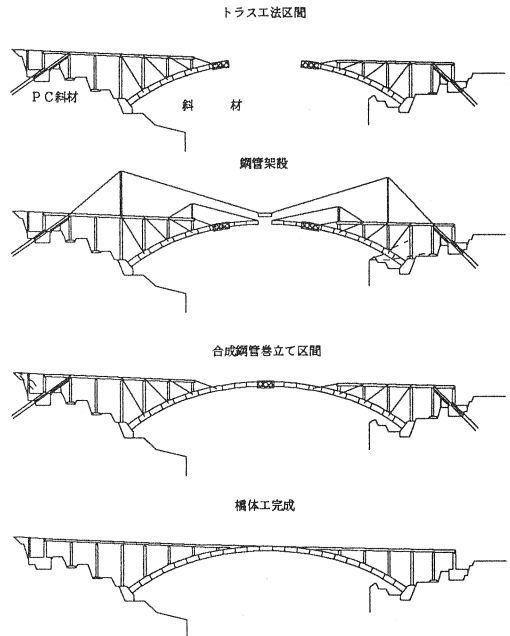 トラス工法区間
PC斜材
斜 材
鋼管架設
合成鋼管巻立て区間
橋体工完成